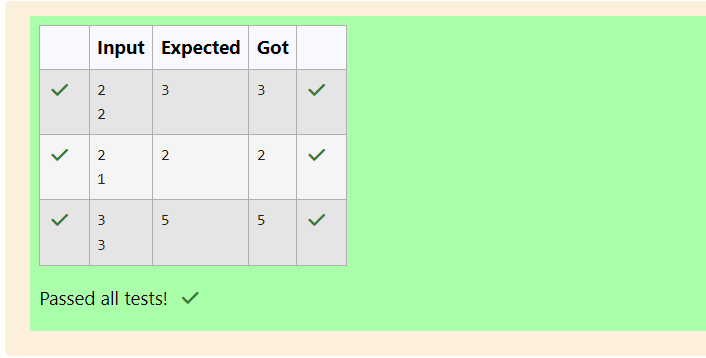 Input Expected Got
2 3 3
2
2 2 2
1
3 5 5
3
Passed all tests!